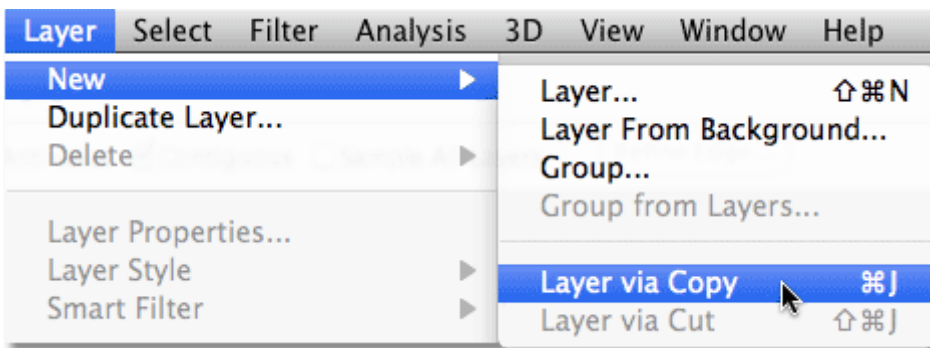 Layer Select Filter Analysis 3D View Window Help
New
Duplicate Layer...
Delete
Layer Properties...
Layer Style
Smart Filter
Layer... ⇧⌘N
Layer From Background...
Group...
Group from Layers...
Layer via Copy ⌘J
Layer via Cut ⇧⌘J